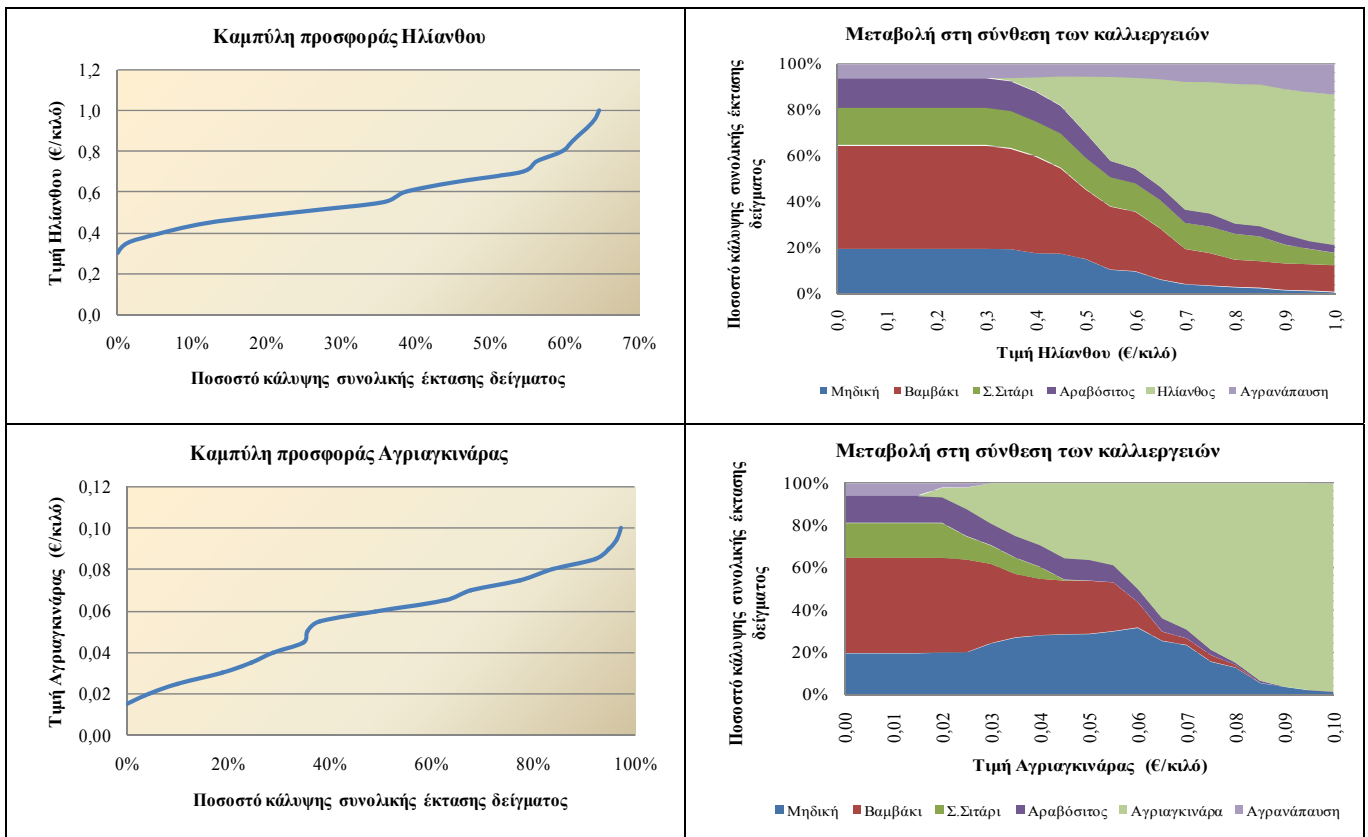 Καμπύλη προσφοράς Ηλίανθου
Τιμή Ηλίανθου (€/κιλό)
1,2
1,0
0,8
0,6
0,4
0,2
0,0
0% 10% 20% 30% 40% 50% 60% 70%
Ποσοστό κάλυψης συνολικής έκτασης δείγματος
Μεταβολή στη σύνθεση των καλλιεργειών
Ποσοστό κάλυψης συνολικής έκτασης
δείγματος
100%
80%
60%
40%
20%
0%
0,0 0,1 0,2 0,3 0,4 0,5 0,6 0,7 0,8 0,9 1,0
Τιμή Ηλίανθου (€/κιλό)
Μηδική Βαμβάκι Σ.Σιτάρι Αραβόσιτος Ηλίανθος Αγρανάπαυση
Καμπύλη προσφοράς Αγριαγκινάρας
Τιμή Αγριαγκινάρας (€/κιλό)
0,12
0,10
0,08
0,06
0,04
0,02
0,00
0% 20% 40% 60% 80% 100%
Ποσοστό κάλυψης συνολικής έκτασης δείγματος
Μεταβολή στη σύνθεση των καλλιεργειών
Ποσοστό κάλυψης συνολικής έκτασης
δείγματος
100%
80%
60%
40%
20%
0%
0,00 0,01 0,02 0,03 0,04 0,05 0,06 0,07 0,08 0,09 0,10
Τιμή Αγριαγκινάρας (€/κιλό)
Μηδική Βαμβάκι Σ.Σιτάρι Αραβόσιτος Αγριαγκινάρα Αγρανάπαυση